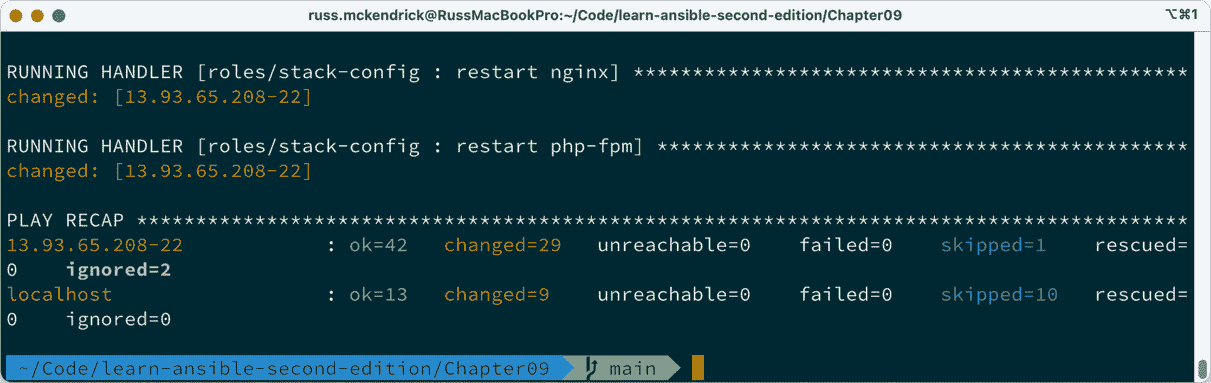 russ.mckendrick@RussMacBookPro:~/Code/learn-ansible-second-edition/Chapter09 ⌥⌘1
RUNNING HANDLER [roles/stack-config : restart nginx] ***********************************************
changed: [13.93.65.208-22]
RUNNING HANDLER [roles/stack-config : restart php-fpm] *********************************************
changed: [13.93.65.208-22]
PLAY RECAP *****************************************************************************************
13.93.65.208-22 : ok=42 changed=29 unreachable=0 failed=0 skipped=1 rescued=
0 ignored=2
localhost : ok=13 changed=9 unreachable=0 failed=0 skipped=10 rescued=
0 ignored=0
~/Code/learn-ansible-second-edition/Chapter09 main